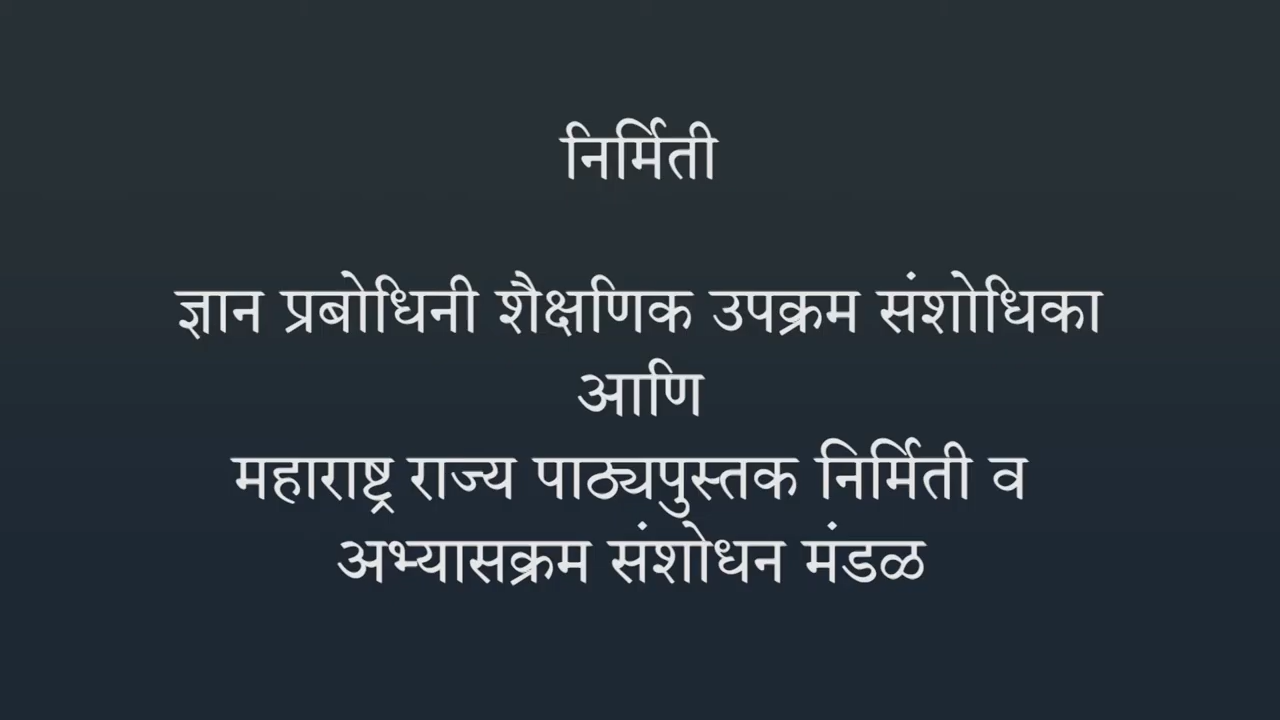 निर्मिती
ज्ञान प्रबोधिनी शैक्षणिक उपक्रम संशोधिका
आणि
महाराष्ट्र राज्य पाठ्यपुस्तक निर्मिती व
अभ्यासक्रम संशोधन मंडळ